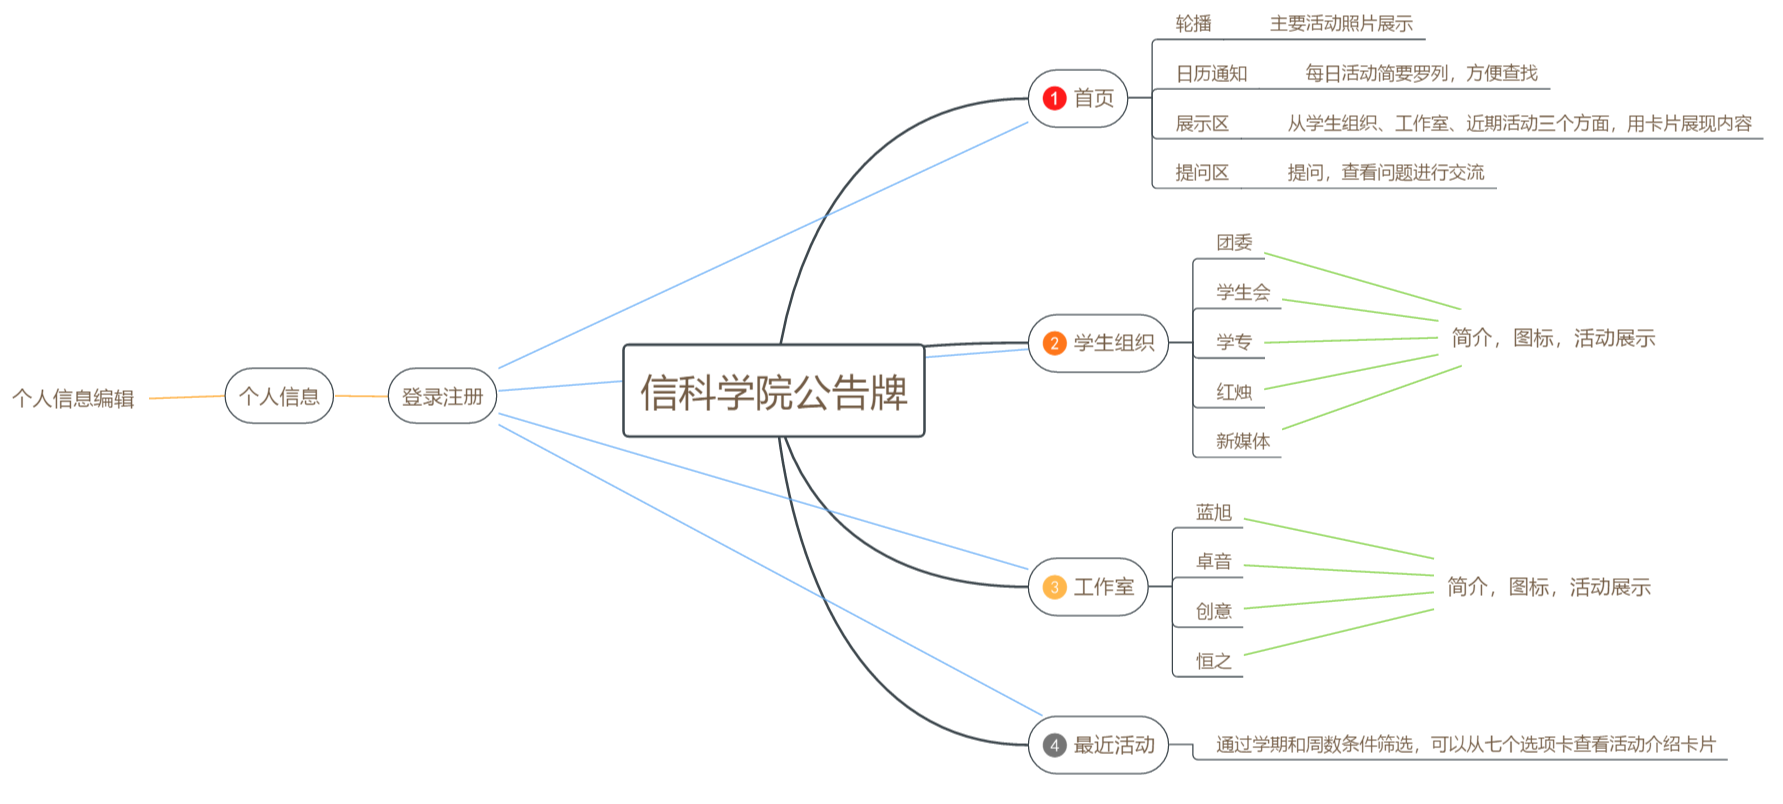 信科学院公告牌
1 首页
轮播 主要活动照片展示
日历通知 每日活动简要罗列，方便查找
展示区 从学生组织、工作室、近期活动三个方面，用卡片展现内容
提问区 提问，查看问题进行交流
2 学生组织
团委
学生会
学专
红烛
新媒体
简介，图标，活动展示
3 工作室
蓝旭
卓音
创意
恒之
简介，图标，活动展示
4 最近活动
通过学期和周数条件筛选，可以从七个选项卡查看活动介绍卡片
登录注册
个人信息
个人信息编辑